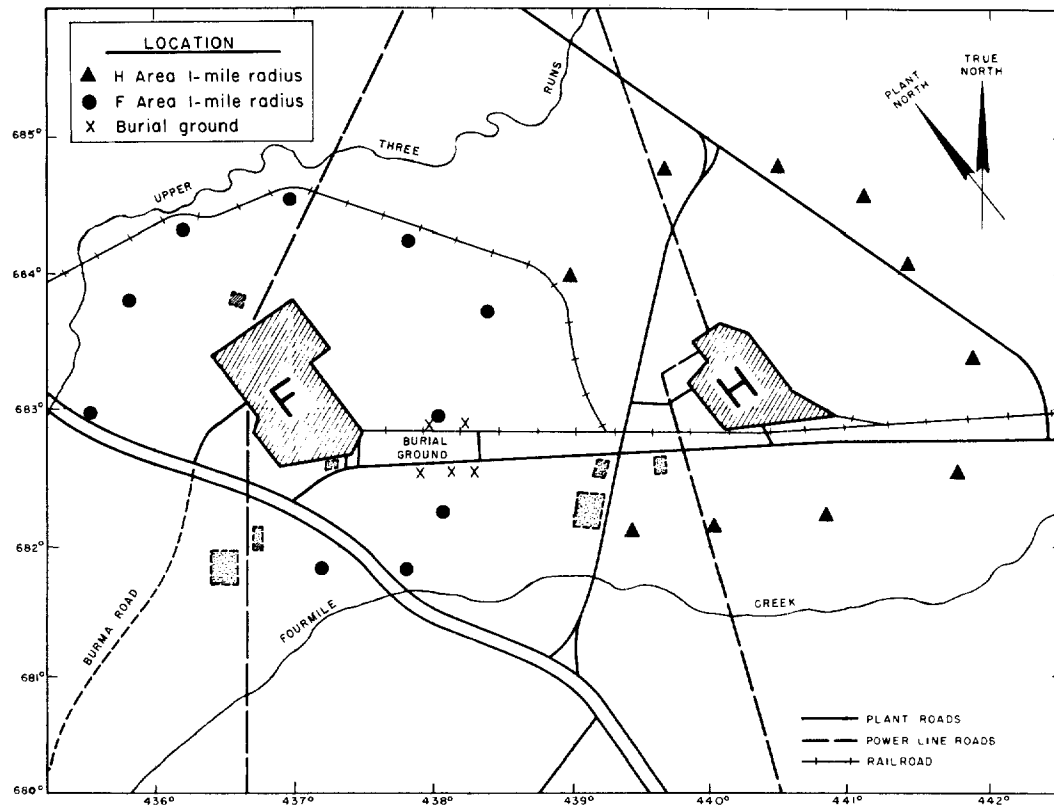 LOCATION
▲ H Area 1-mile radius
● F Area 1-mile radius
X Burial ground
TRUE
NORTH
PLANT
NORTH
UPPER
THREE
RUNS
685°
684°
683°
682°
681°
680°
F
H
BURIAL
GROUND
BURMA ROAD
FOURMILE
CREEK
PLANT ROADS
POWER LINE ROADS
RAILROAD
436° 437° 438° 439° 440° 441° 442°